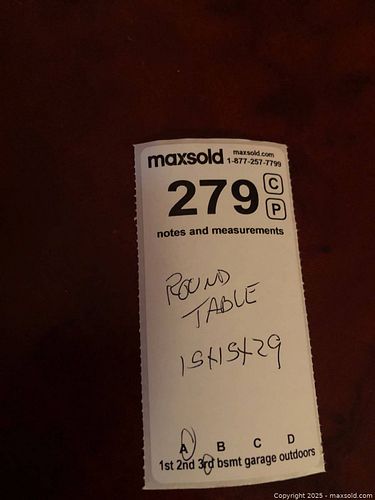 maxsold maxsold.com
1-877-257-7799
279 C
P
notes and measurements
ROUND
TABLE
15X15X29
A B C D
1st 2nd 3rd bsmt garage outdoors
Copyright 2025 - maxsold.com